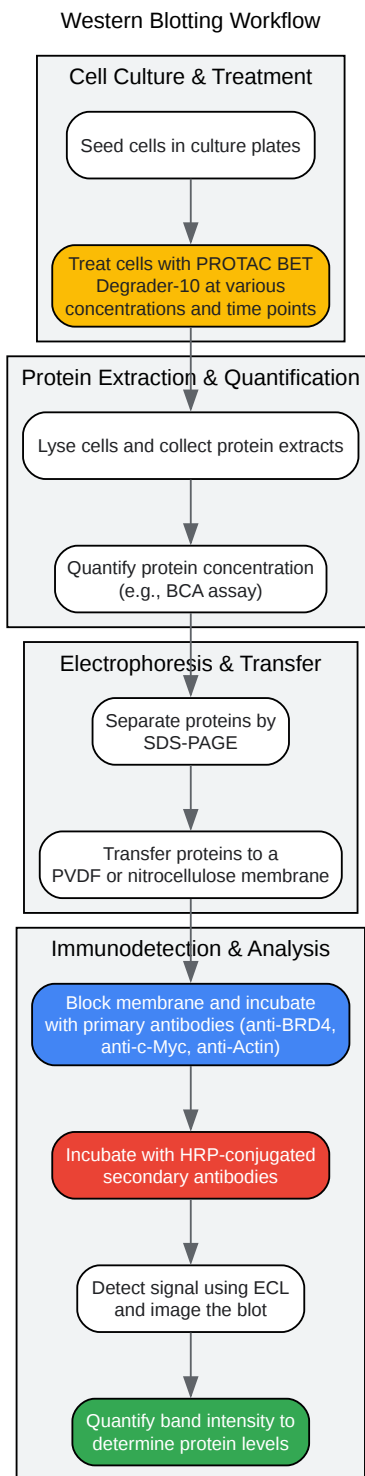 Western Blotting Workflow
Cell Culture & Treatment
Seed cells in culture plates
Treat cells with PROTAC BET
Degrader-10 at various
concentrations and time points
Protein Extraction & Quantification
Lyse cells and collect protein extracts
Quantify protein concentration
(e.g., BCA assay)
Electrophoresis & Transfer
Separate proteins by
SDS-PAGE
Transfer proteins to a
PVDF or nitrocellulose membrane
Immunodetection & Analysis
Block membrane and incubate
with primary antibodies (anti-BRD4,
anti-c-Myc, anti-Actin)
Incubate with HRP-conjugated
secondary antibodies
Detect signal using ECL
and image the blot
Quantify band intensity to
determine protein levels